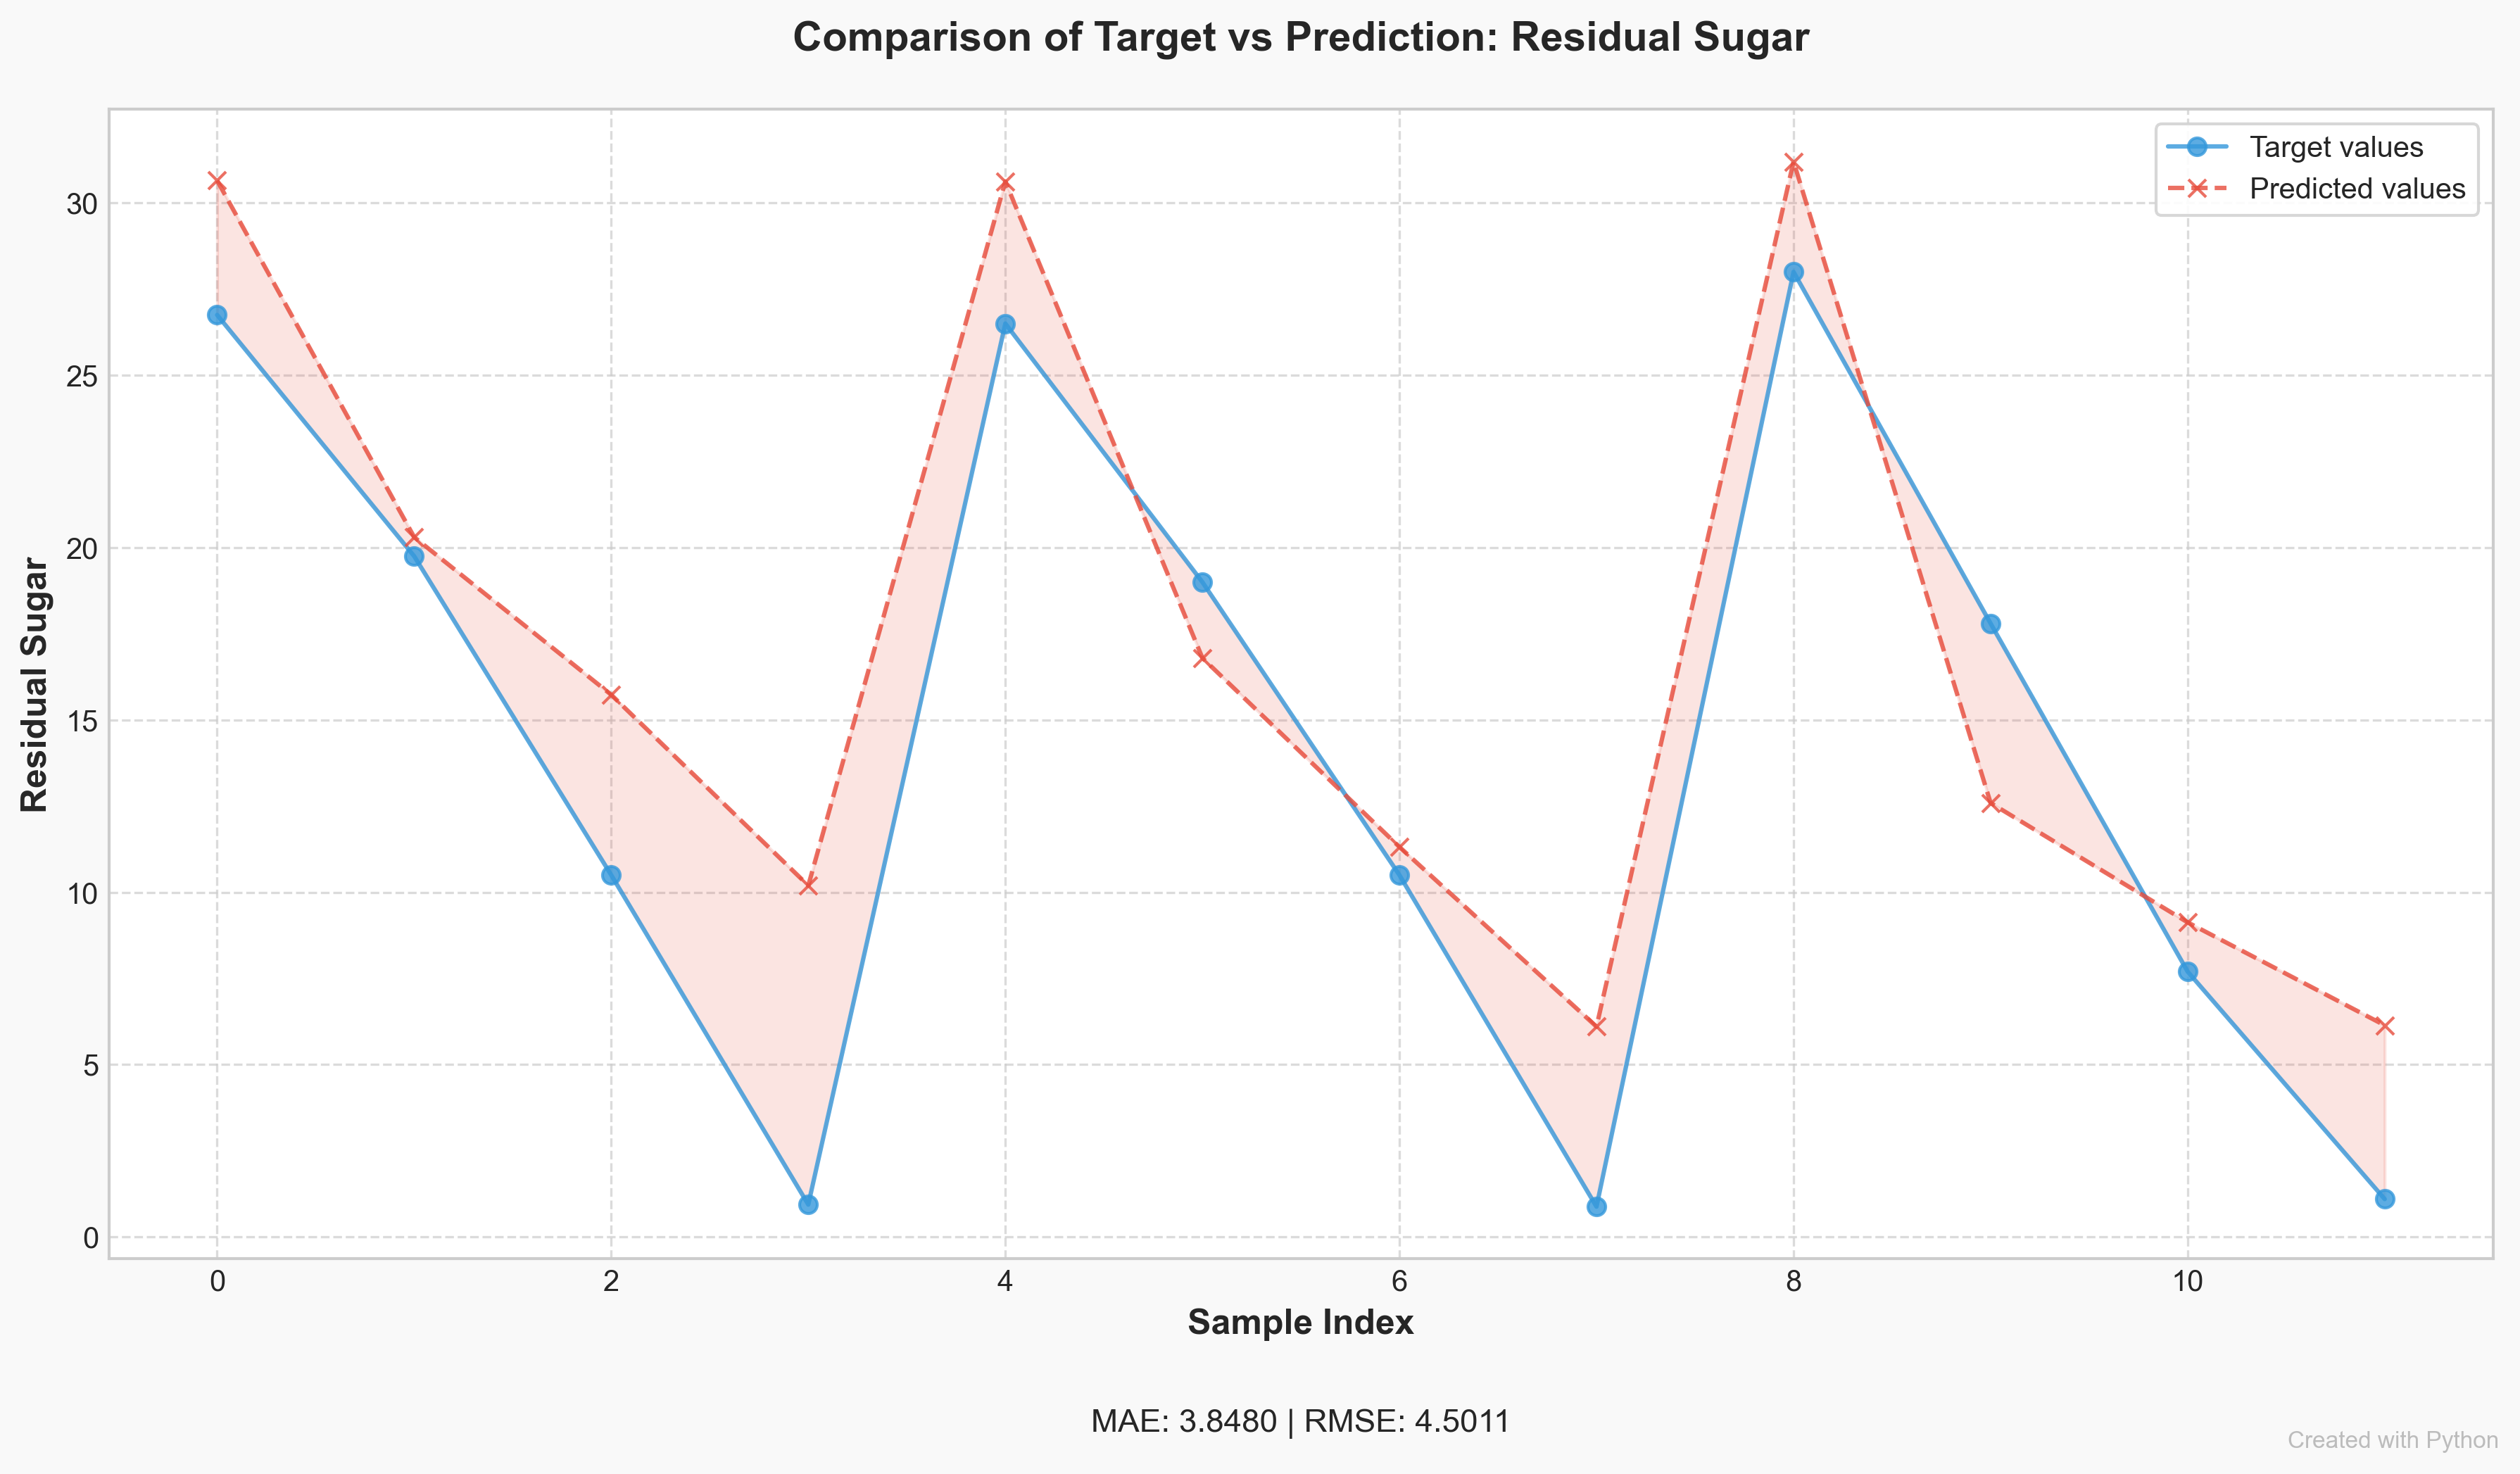 Comparison of Target vs Prediction: Residual Sugar
Target values
Predicted values
30
25
20
15
10
5
0
Residual Sugar
0 2 4 6 8 10
Sample Index
MAE: 3.8480 | RMSE: 4.5011
Created with Python